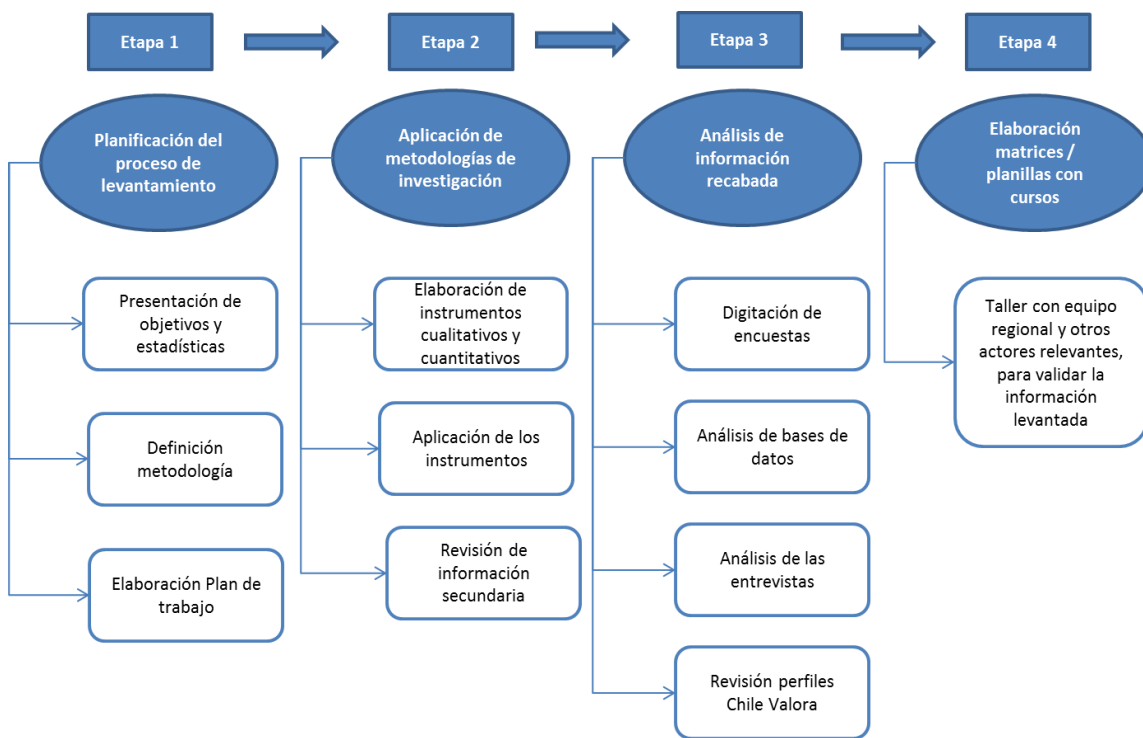 Etapa 1
Etapa 2
Etapa 3
Etapa 4
Planificación del
proceso de
levantamiento
Aplicación de
metodologías de
investigación
Análisis de
información
recabada
Elaboración
matrices /
planillas con
cursos
Presentación de
objetivos y
estadísticas
Definición
metodología
Elaboración Plan de
trabajo
Elaboración de
instrumentos
cualitativos y
cuantitativos
Aplicación de los
instrumentos
Revisión de
información
secundaria
Digitación de
encuestas
Análisis de bases de
datos
Análisis de las
entrevistas
Revisión perfiles
Chile Valora
Taller con equipo
regional y otros
actores relevantes,
para validar la
información
levantada